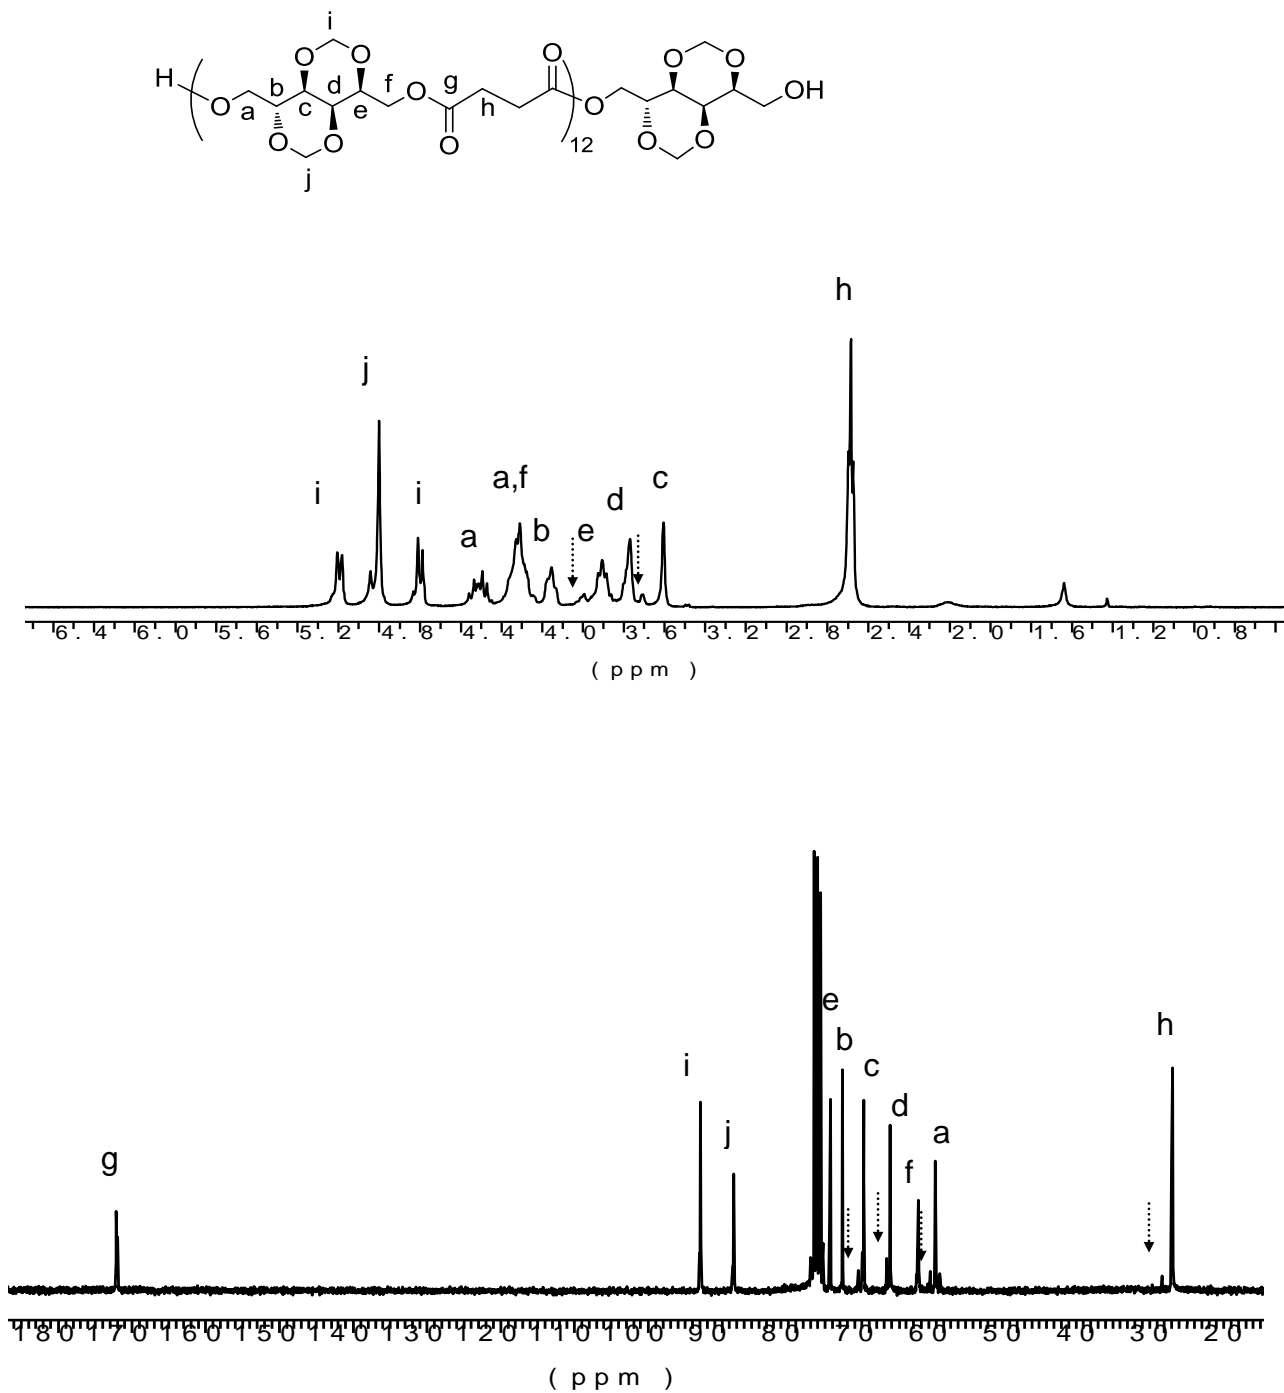 i
O O O O O
H b d f g OH
O a c e O h O
O O O O O
12
j
h
j
i i a a,f b e d c
6.4 6.0 5.6 5.2 4.8 4.4 4.0 3.6 3.2 2.8 2.4 2.0 1.6 1.2 0.8
(ppm)
e
b
i c h
j d a
g f
180 170 160 150 140 130 120 110 90 80 70 60 50 40 30 20
(ppm)